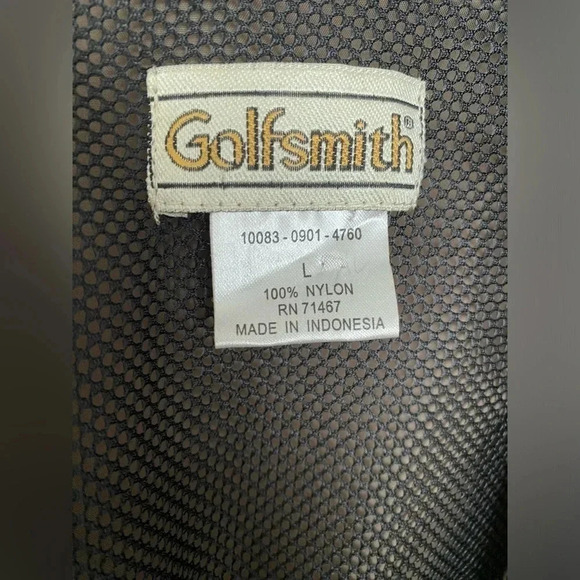 Golfsmith®
10083-0901-4760
L
100% NYLON
RN 71467
MADE IN INDONESIA